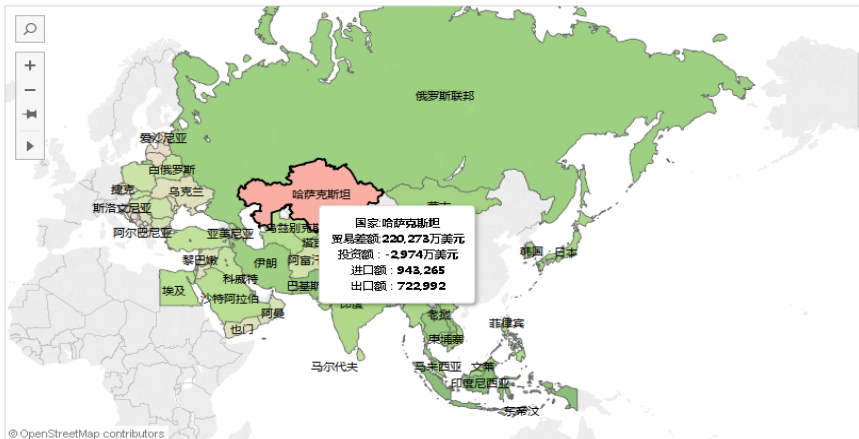 俄罗斯联邦
爱沙尼亚
白俄罗斯
捷克
乌克兰
哈萨克斯坦
斯洛文尼亚
阿尔巴尼亚
亚美尼亚
国家:哈萨克斯坦
贸易差额:220,273万美元
投资额：-2,974万美元
进口额：943,265
出口额：722,992
黎巴嫩
伊朗
科威特
埃及
沙特阿拉伯
阿曼
也门
韩国
日本
老挝
菲律宾
柬埔寨
马尔代夫
马来西亚
文莱
印度尼西亚
东帝汶
© OpenStreetMap contributors